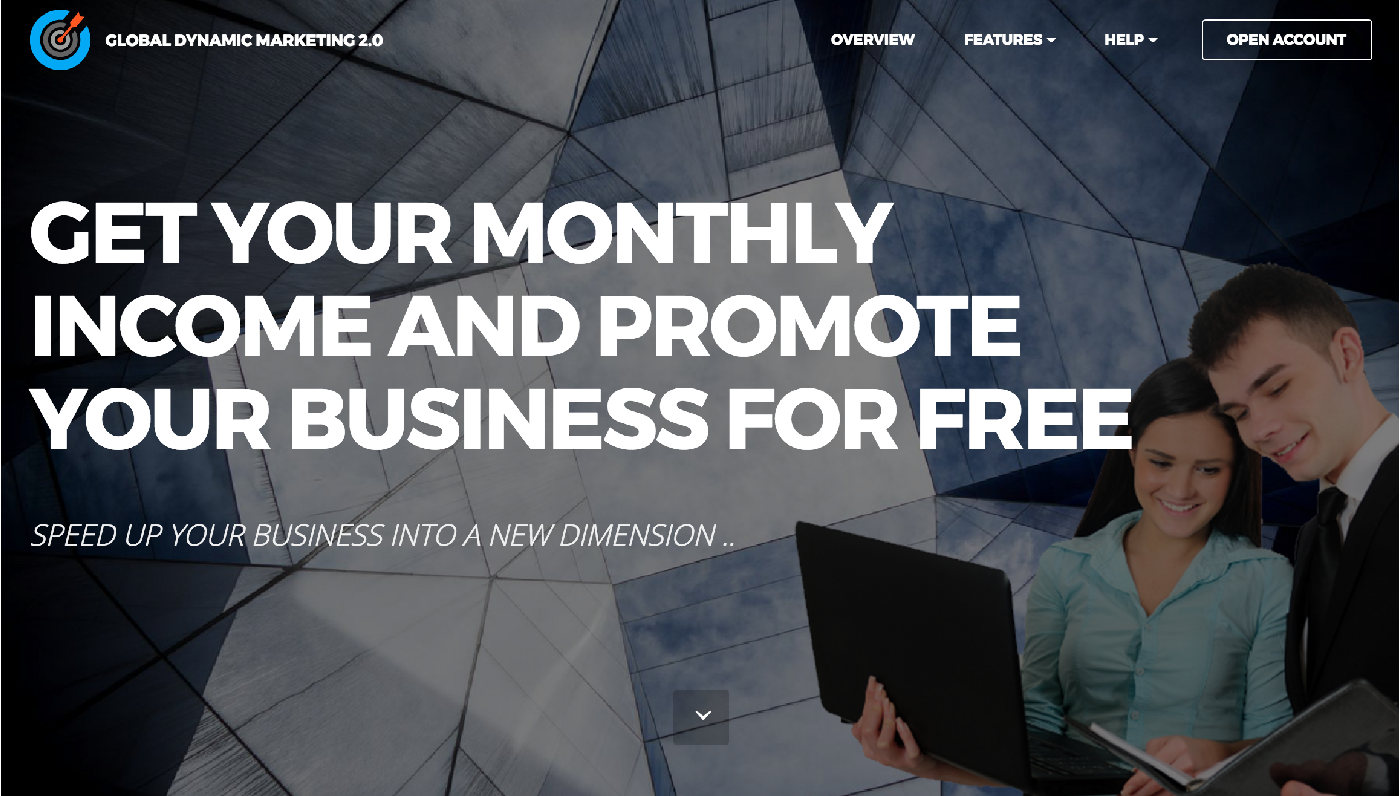 GLOBAL DYNAMIC MARKETING 2.0
OVERVIEW
FEATURES
HELP
OPEN ACCOUNT
GET YOUR MONTHLY
INCOME AND PROMOTE
YOUR BUSINESS FOR FREE
SPEED UP YOUR BUSINESS INTO A NEW DIMENSION ..